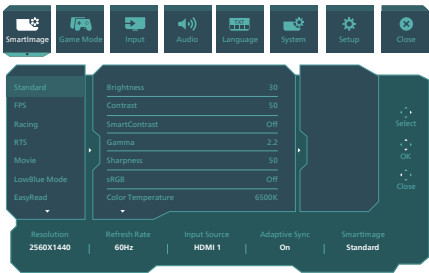 SmartImage Game Mode Input Audio Language System Setup Close
Standard
FPS
Racing
RTS
Movie
LowBlue Mode
EasyRead
Brightness 30
Contrast 50
SmartContrast Off
Gamma 2.2
Sharpness 50
sRGB Off
Color Temperature 6500K
Select
OK
Close
Resolution Refresh Rate Input Source Adaptive Sync SmartImage
2560X1440 | 60Hz | HDMI 1 | On | Standard